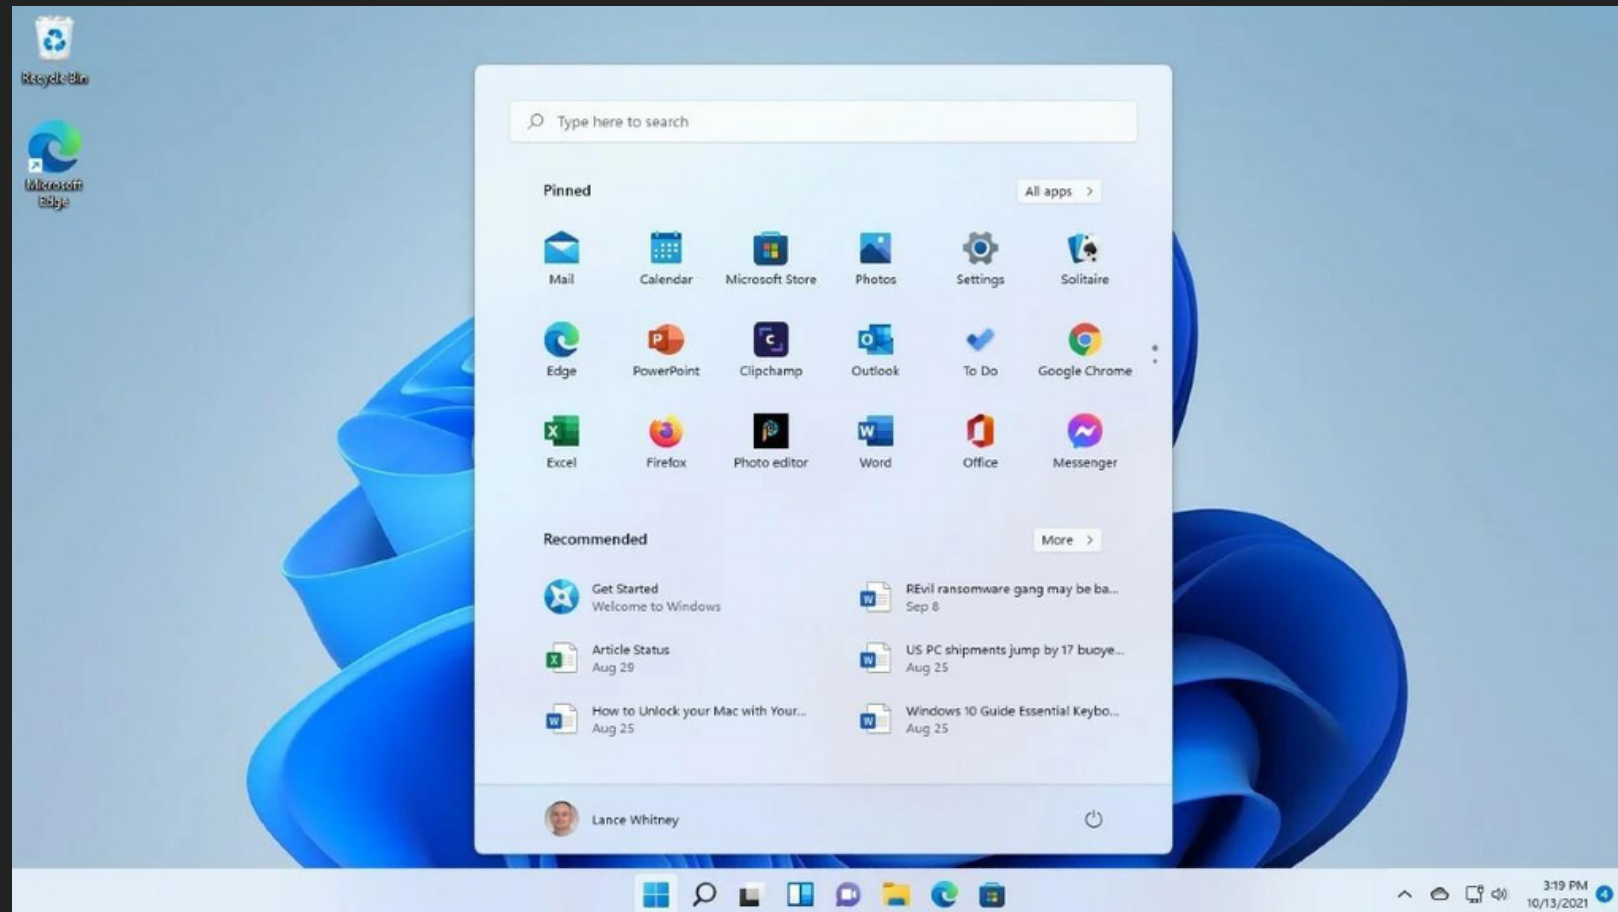 Recycle Bin
Microsoft
Edge
Type here to search
Pinned
All apps
Mail
Calendar
Microsoft Store
Photos
Settings
Solitaire
Edge
PowerPoint
Clipchamp
Outlook
To Do
Google Chrome
Excel
Firefox
Photo editor
Word
Office
Messenger
Recommended
More
Get Started
Welcome to Windows
REvil ransomware gang may be ba...
Sep 8
Article Status
Aug 29
US PC shipments jump by 17 buoye...
Aug 25
How to Unlock your Mac with Your...
Aug 25
Windows 10 Guide Essential Keybo...
Aug 25
Lance Whitney
3:19 PM
10/13/2021
4